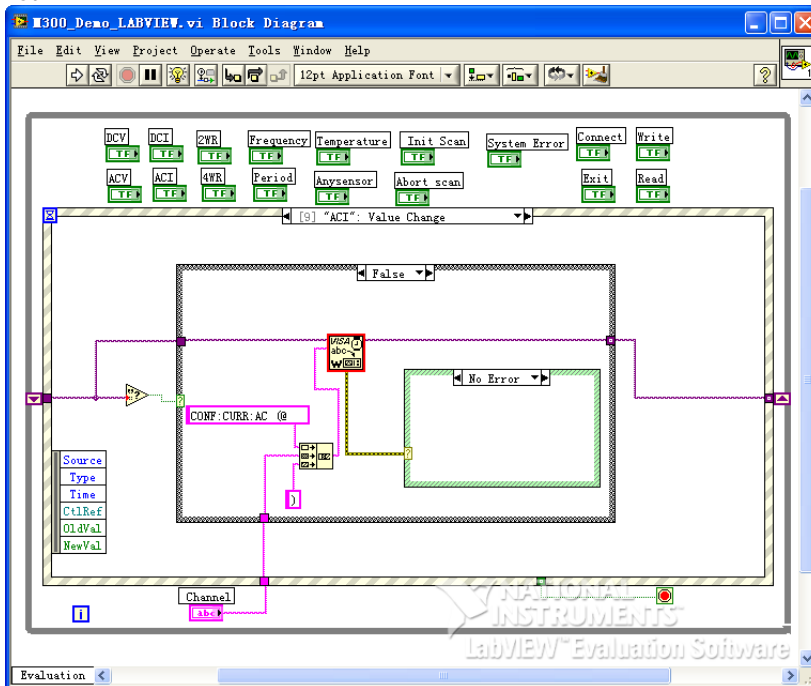 M300_Demo_LABVIEW.vi Block Diagram
File Edit View Project Operate Tools Window Help
12pt Application Font
?
DCV DCI 2WR Frequency Temperature Init Scan System Error Connect Write
TF TF TF TF TF TF TF TF TF
ACV ACI 4WR Period Anysensor Abort scan Exit Read
TF TF TF TF TF TF TF TF
[9] "ACI": Value Change
False
VISA
abc
W
No Error
?
?
CONF:CURR:AC (@
?
)
Source
Type
Time
CtlRef
OldVal
NewVal
Channel
abc
i
NATIONAL
INSTRUMENTS™
LabVIEW™ Evaluation Software
Evaluation